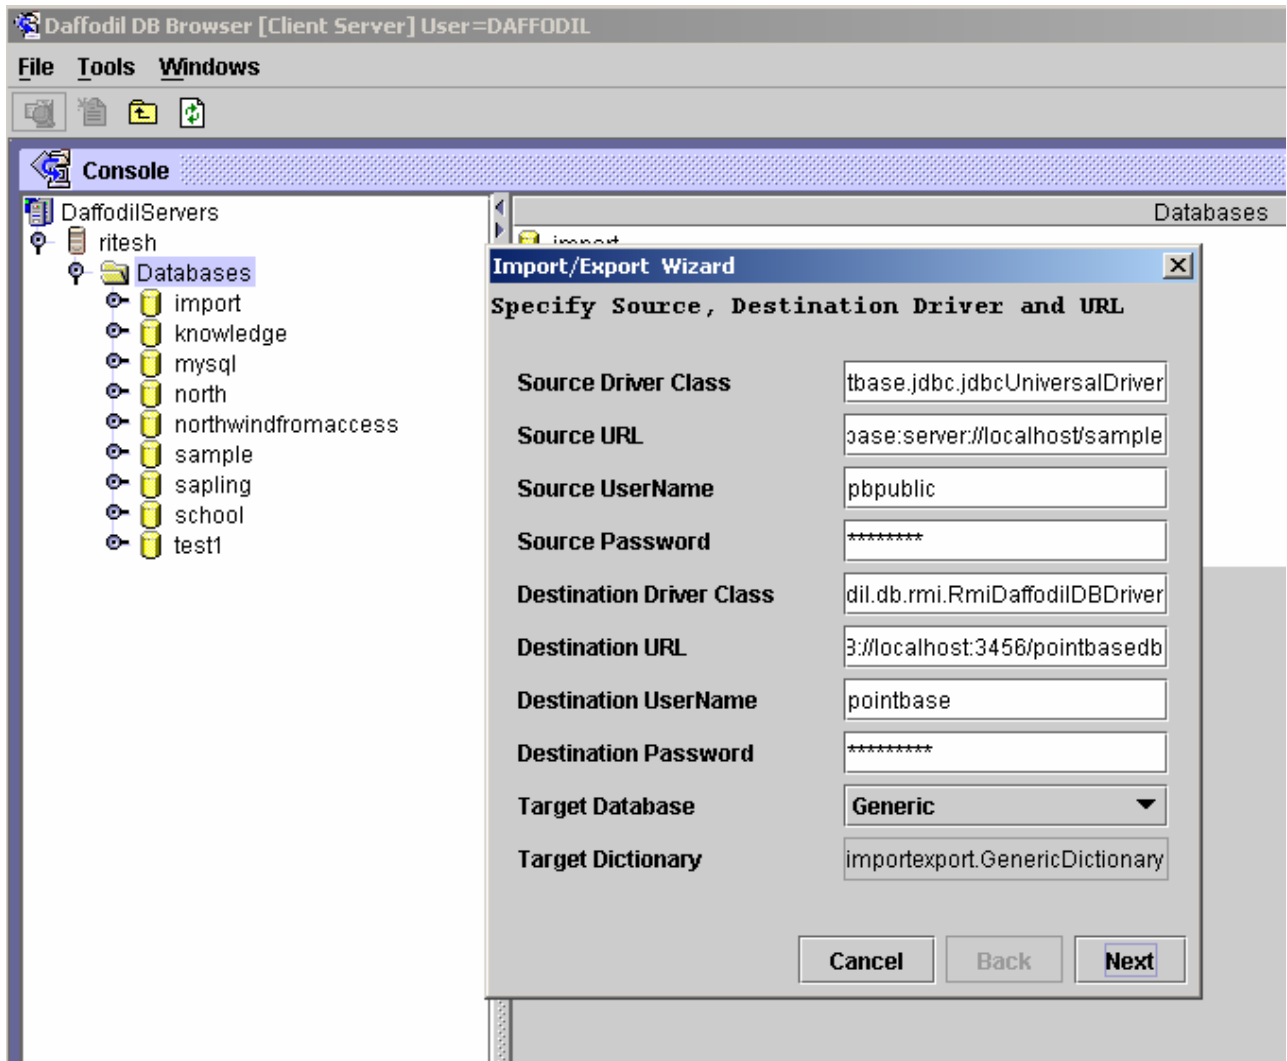 Daffodil DB Browser [Client Server] User=DAFFODIL
File Tools Windows
Console
DaffodilServers
ritesh
Databases
import
knowledge
mysql
north
northwindfromaccess
sample
sapling
school
test1
Databases
import
Import/Export Wizard
Specify Source, Destination Driver and URL
Source Driver Class tbase.jdbc.jdbcUniversalDriver
Source URL base:server://localhost/sample
Source UserName pbpublic
Source Password ********
Destination Driver Class dil.db.rmi.RmiDaffodilDBDriver
Destination URL 3://localhost:3456/pointbasedb
Destination UserName pointbase
Destination Password *********
Target Database Generic
Target Dictionary importexport.GenericDictionary
Cancel Back Next